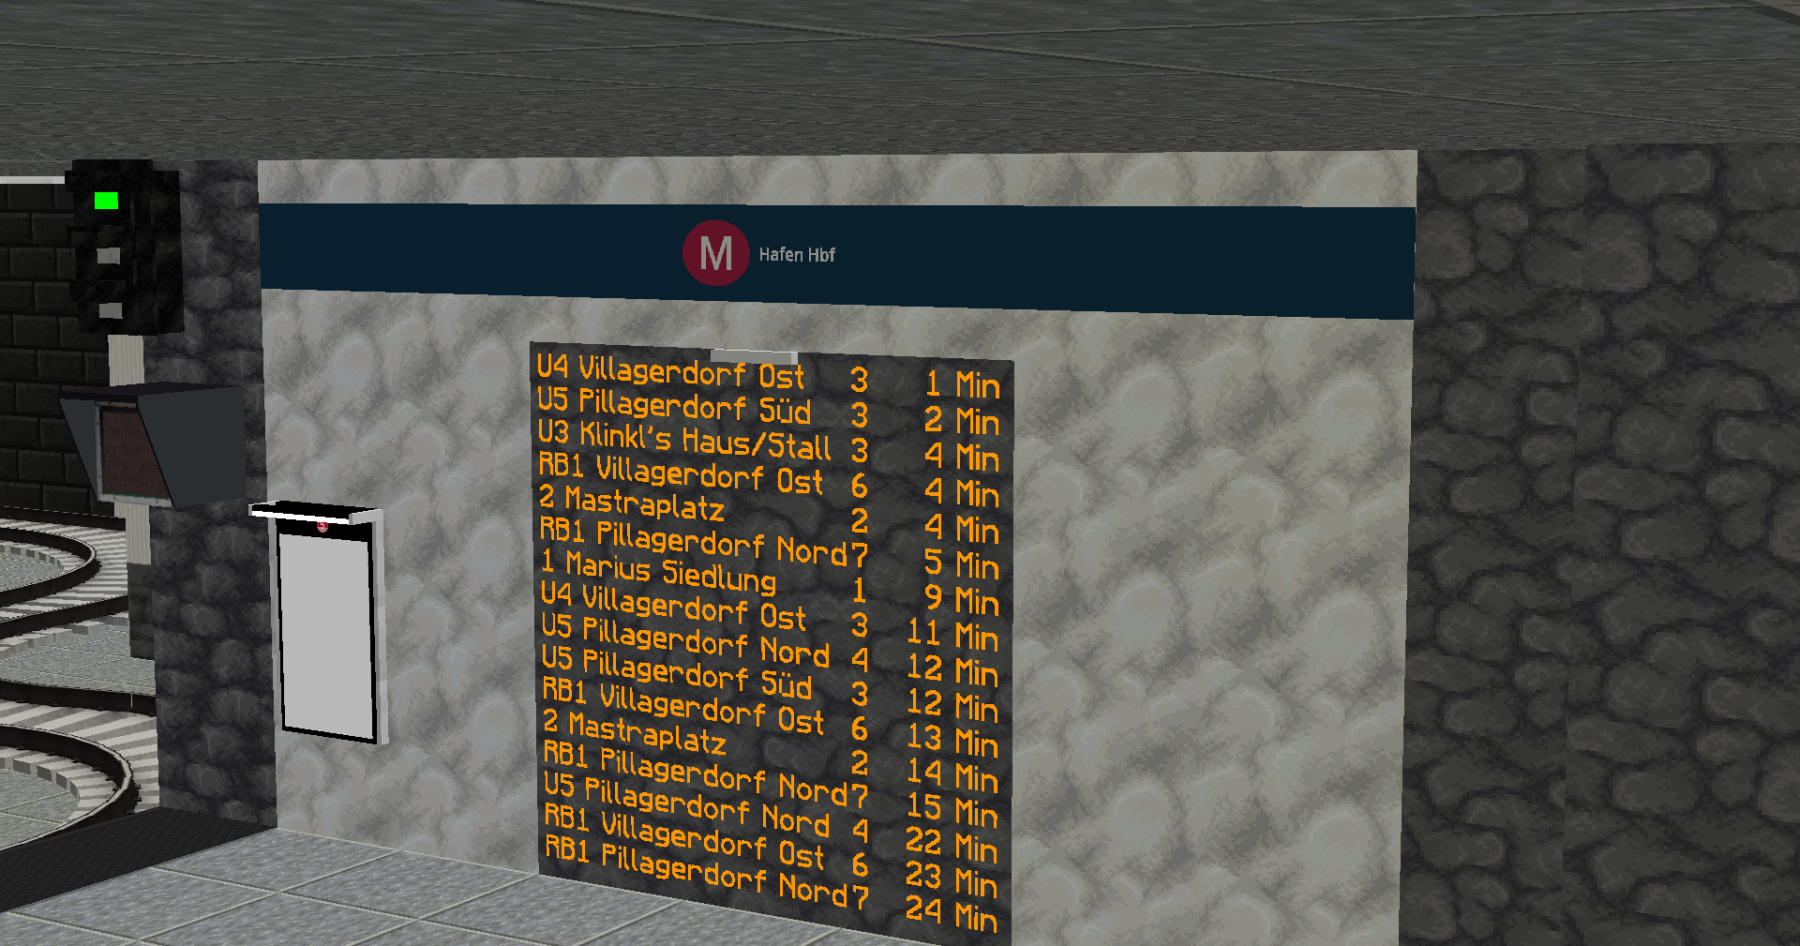 M Hafen Hbf
U4 Villagerdorf Ost 3 1 Min
U5 Pillagerdorf Süd 3 2 Min
U3 Klinkl's Haus/Stall 3 4 Min
RB1 Villagerdorf Ost 6 4 Min
2 Mastraplatz 2 4 Min
RB1 Pillagerdorf Nord 7 5 Min
1 Marius Siedlung 1 9 Min
U4 Villagerdorf Ost 3 11 Min
U5 Pillagerdorf Nord 4 12 Min
U5 Pillagerdorf Süd 3 12 Min
RB1 Villagerdorf Ost 6 13 Min
2 Mastraplatz 2 14 Min
RB1 Pillagerdorf Nord 7 15 Min
U5 Pillagerdorf Nord 4 22 Min
RB1 Villagerdorf Ost 6 23 Min
RB1 Pillagerdorf Nord 7 24 Min